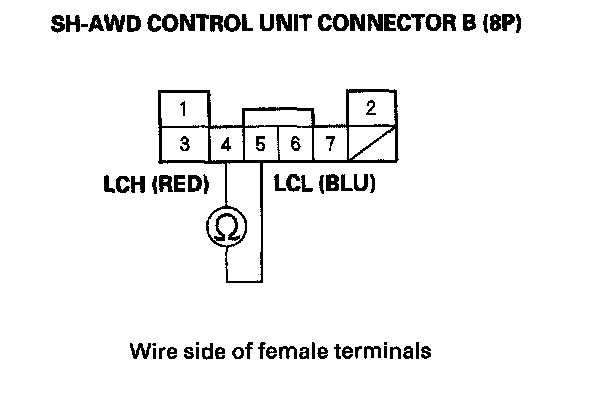 SH-AWD CONTROL UNIT CONNECTOR B (8P)
1 2
3 4 5 6 7
LCH (RED) LCL (BLU)
Ω
Wire side of female terminals